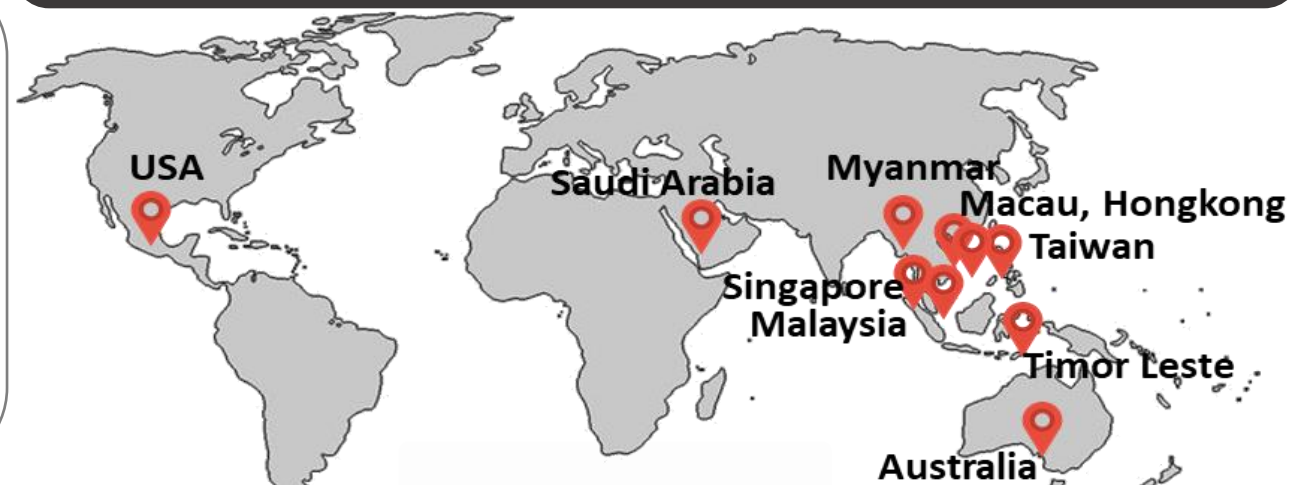 USA
Saudi Arabia
Myanmar
Macau, Hongkong
Taiwan
Singapore
Malaysia
Timor Leste
Australia